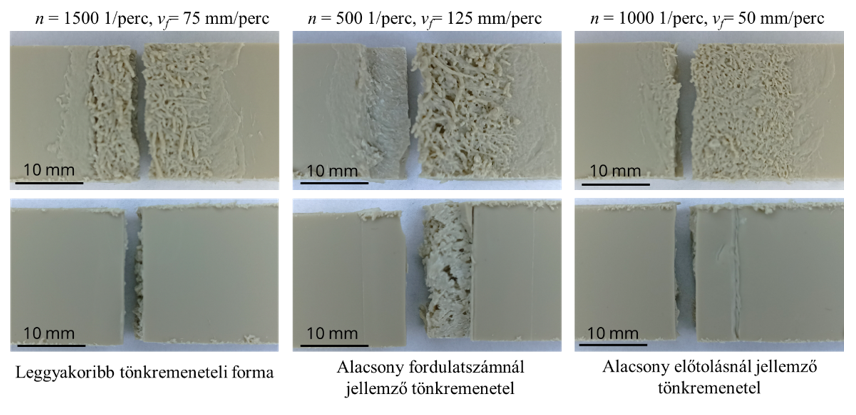 n = 1500 1/perc, vf= 75 mm/perc
n = 500 1/perc, vf= 125 mm/perc
n = 1000 1/perc, vf= 50 mm/perc
10 mm
10 mm
10 mm
10 mm
10 mm
10 mm
Leggyakoribb tönkremeneteli forma
Alacsony fordulatszámnál
jellemző tönkremenetel
Alacsony előtolásnál jellemző
tönkremenetel